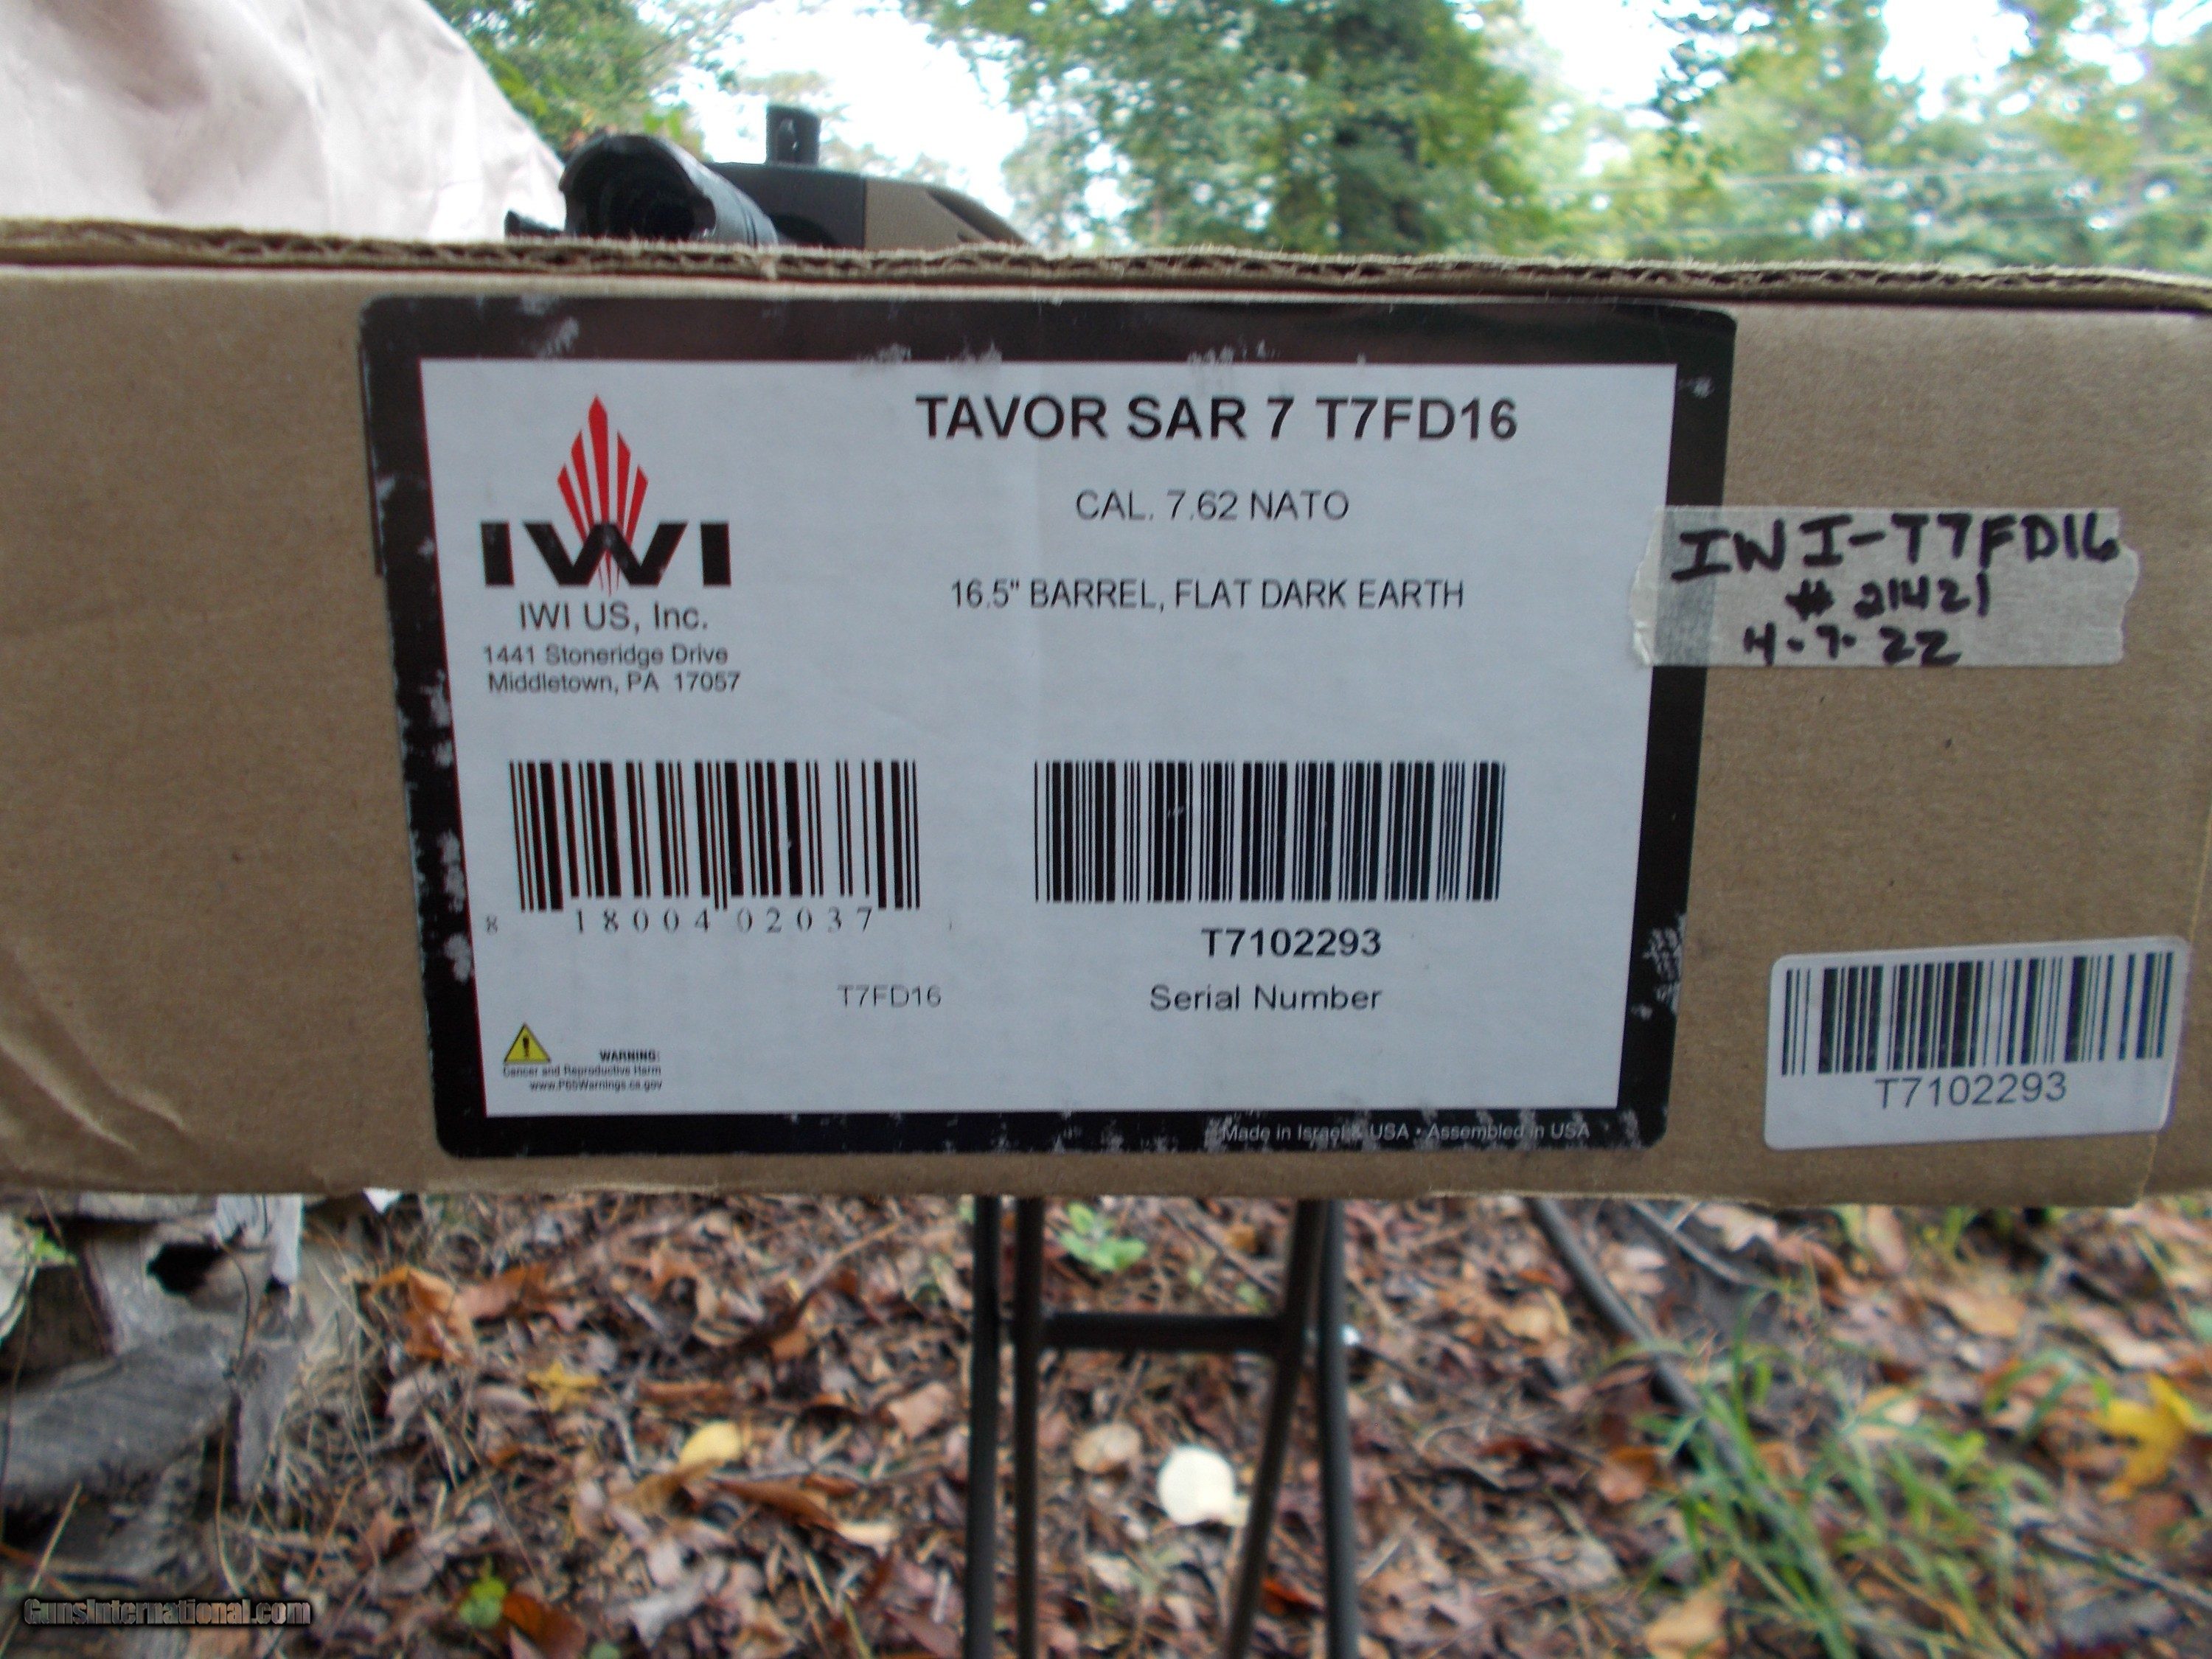 TAVOR SAR 7 T7FD16
CAL. 7.62 NATO
16.5" BARREL, FLAT DARK EARTH
IWI
IWI US, Inc.
1441 Stoneridge Drive
Middletown, PA 17057
IWI-T7FD16
# 21421
4-7-22
8 18004 02037
T7FD16
T7102293
Serial Number
WARNING:
Cancer and Reproductive Harm
www.P65Warnings.ca.gov
Made in Israel & USA • Assembled in USA
T7102293
GunsInternational.com